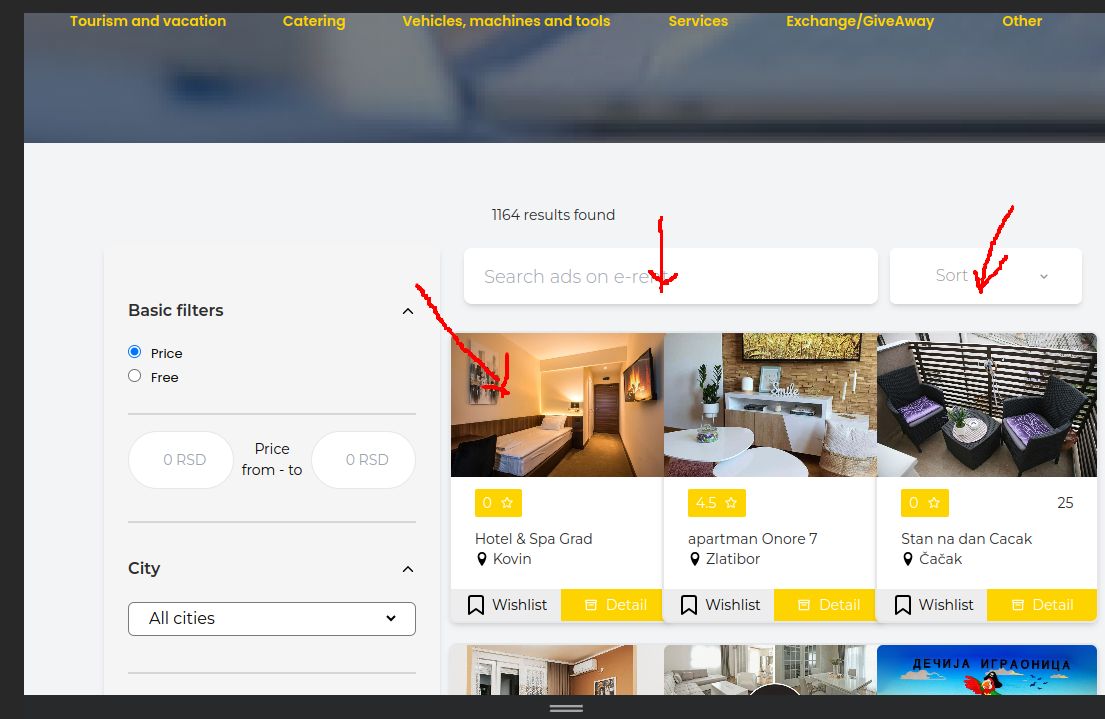 Tourism and vacation
Catering
Vehicles, machines and tools
Services
Exchange/GiveAway
Other
1164 results found
Search ads on e-rent
Sort
Basic filters
Price
Free
0 RSD
Price
from - to
0 RSD
City
All cities
0
Hotel & Spa Grad
Kovin
Wishlist
Detail
Smile
4.5
apartman Onore 7
Zlatibor
Wishlist
Detail
0
25
Stan na dan Cacak
Čačak
Wishlist
Detail
ДЕЧИЈА ИГРАОНИЦА